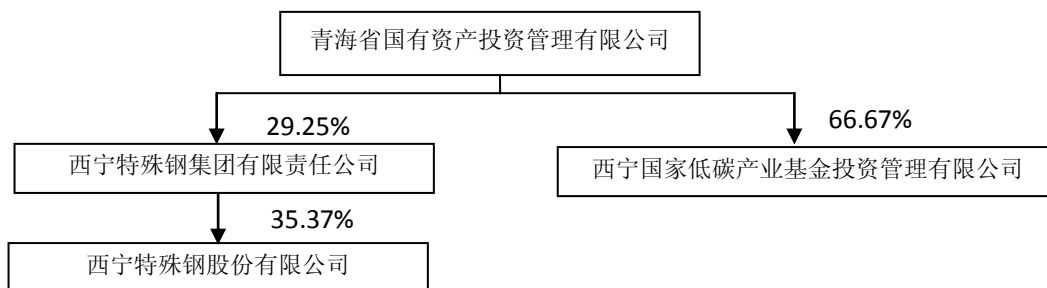 青海省国有资产投资管理有限公司
29.25%
66.67%
西宁特殊钢集团有限责任公司
西宁国家低碳产业基金投资管理有限公司
35.37%
西宁特殊钢股份有限公司